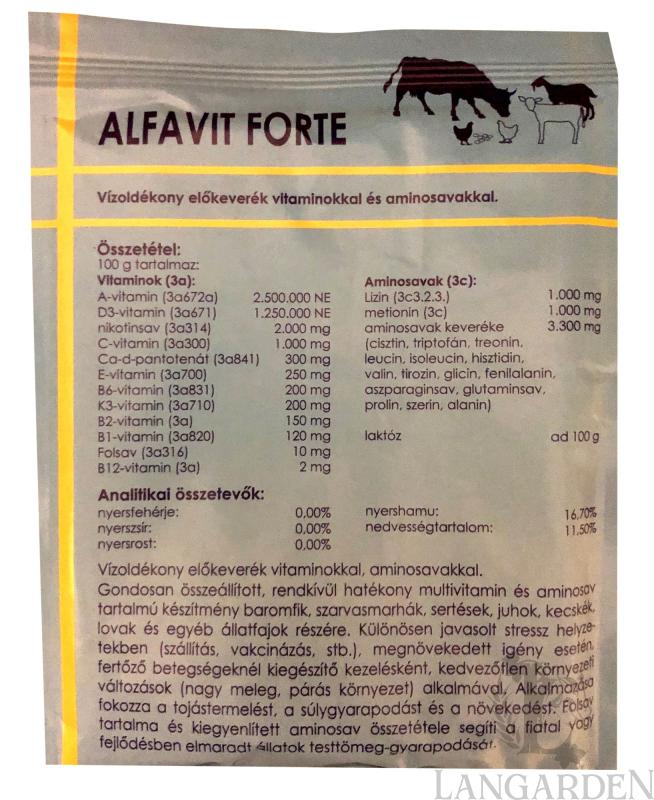 ALFAVIT FORTE
Vízoldékony előkeverék vitaminokkal és aminosavakkal.
Összetétel:
100 g tartalmaz:
Vitaminok (3a):
A-vitamin (3a672a) 2.500.000 NE
D3-vitamin (3a671) 1.250.000 NE
nikotinsav (3a314) 2.000 mg
C-vitamin (3a300) 1.000 mg
Ca-d-pantotenát (3a841) 300 mg
E-vitamin (3a700) 250 mg
B6-vitamin (3a831) 200 mg
K3-vitamin (3a710) 200 mg
B2-vitamin (3a) 150 mg
B1-vitamin (3a820) 120 mg
Folsav (3a316) 10 mg
B12-vitamin (3a) 2 mg
Aminosavak (3c):
Lizin (3c3.2.3.) 1.000 mg
metionin (3c) 1.000 mg
aminosavak keveréke 3.300 mg
(cisztin, triptofán, treonin,
leucin, isoleucin, hisztidin,
valin, tirozin, glicin, fenilalanin,
aszparaginsav, glutaminsav,
prolin, szerin, alanin)
laktóz ad 100 g
Analitikai összetevők:
nyersfehérje: 0,00%
nyerszsír: 0,00%
nyersrost: 0,00%
nyershamu: 16,70%
nedvességtartalom: 11,50%
Vízoldékony előkeverék vitaminokkal, aminosavakkal.
Gondosan összeállított, rendkívül hatékony multivitamin és aminosav
tartalmú készítmény baromfik, szarvasmarhák, sertések, juhok, kecskék,
lovak és egyéb állatfajok részére. Különösen javasolt stressz helyze-
tekben (szállítás, vakcinázás, stb.), megnövekedett igény esetén,
fertőző betegségeknél kiegészítő kezelésként, kedvezőtlen környezeti
változások (nagy meleg, párás környezet) alkalmával. Alkalmazása
fokozza a tojástermelést, a súlygyarapodást és a növekedést. Folsav
tartalma és kiegyenlített aminosav összetétele segíti a fiatal vagy
fejlődésben elmaradt állatok testtömeg-gyarapodását.
LANGARDEN